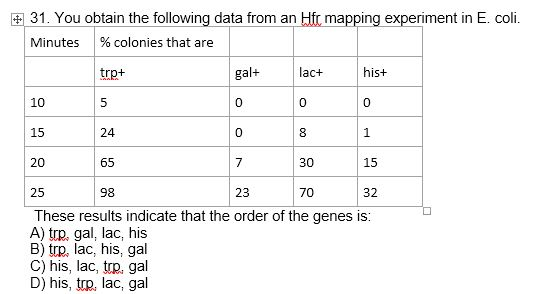 31. You obtain the following data from an Hfr mapping experiment in E. coli.
Minutes % colonies that are
trp+ gal+ lac+ his+
10 5 0 0 0
15 24 0 8 1
20 65 7 30 15
25 98 23 70 32
These results indicate that the order of the genes is:
A) trp, gal, lac, his
B) trp, lac, his, gal
C) his, lac, trp, gal
D) his, trp, lac, gal